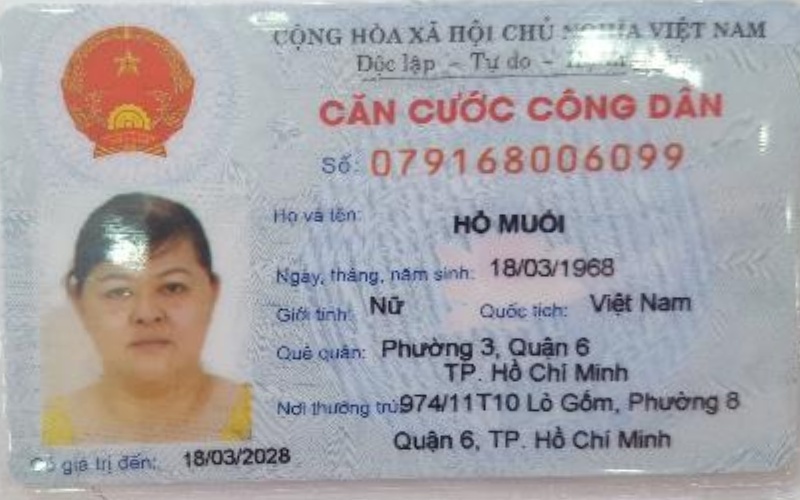 CỘNG HÒA XÃ HỘI CHỦ NGHĨA VIỆT NAM
Độc lập - Tự do -
CĂN CƯỚC CÔNG DÂN
Số: 079168006099
Họ và tên: HỒ MUỐI
Ngày, tháng, năm sinh: 18/03/1968
Giới tính: Nữ Quốc tịch: Việt Nam
Quê quán: Phường 3, Quận 6
TP. Hồ Chí Minh
Nơi thường trú: 974/11T10 Lò Gốm, Phường 8
Quận 6, TP. Hồ Chí Minh
Có giá trị đến: 18/03/2028